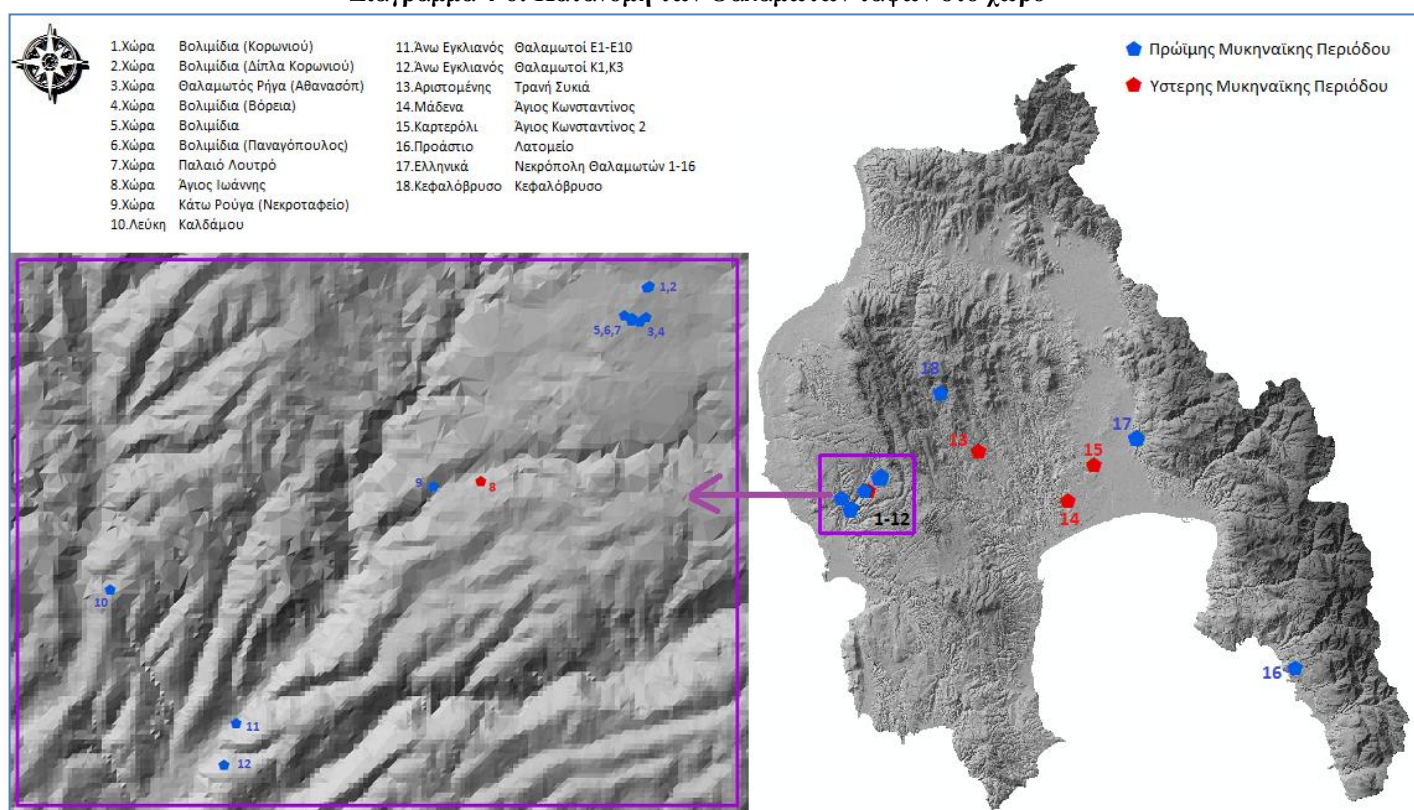 1.Χώρα Βολιμίδια (Κορωνιού)
2.Χώρα Βολιμίδια (Δίπλα Κορωνιού)
3.Χώρα Θαλαμωτός Ρήγα (Αθανασόπ)
4.Χώρα Βολιμίδια (Βόρεια)
5.Χώρα Βολιμίδια
6.Χώρα Βολιμίδια (Παναγόπουλος)
7.Χώρα Παλαιό Λουτρό
8.Χώρα Άγιος Ιωάννης
9.Χώρα Κάτω Ρούγα (Νεκροταφείο)
10.Λεύκη Καλδάμου
11.Άνω Εγκλιανός Θαλαμωτοί Ε1-Ε10
12.Άνω Εγκλιανός Θαλαμωτοί Κ1,Κ3
13.Αριστομένης Τρανή Συκιά
14.Μάδενα Άγιος Κωνσταντίνος
15.Καρτερόλι Άγιος Κωνσταντίνος 2
16.Προάστιο Λατομείο
17.Ελληνικά Νεκρόπολη Θαλαμωτών 1-16
18.Κεφαλόβρυσο Κεφαλόβρυσο
Πρώϊμης Μυκηναϊκης Περιόδου
Υστερης Μυκηναϊκης Περιόδου
1,2
5,6,7
3,4
9
8
10
11
12
18
13
17
15
14
1-12
16